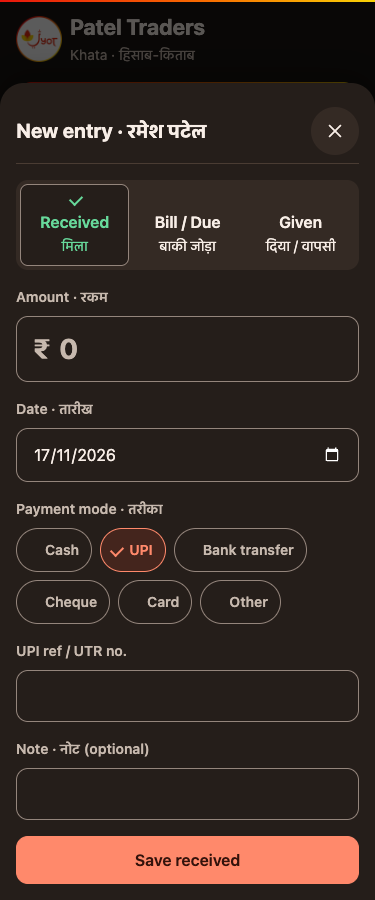 Jyot
Patel Traders
Khata · हिसाब-किताब
New entry · रमेश पटेल
Received
मिला
Bill / Due
बाकी जोड़ा
Given
दिया / वापसी
Amount · रकम
₹ 0
Date · तारीख
17/11/2026
Payment mode · तरीका
Cash
UPI
Bank transfer
Cheque
Card
Other
UPI ref / UTR no.
Note · नोट (optional)
Save received